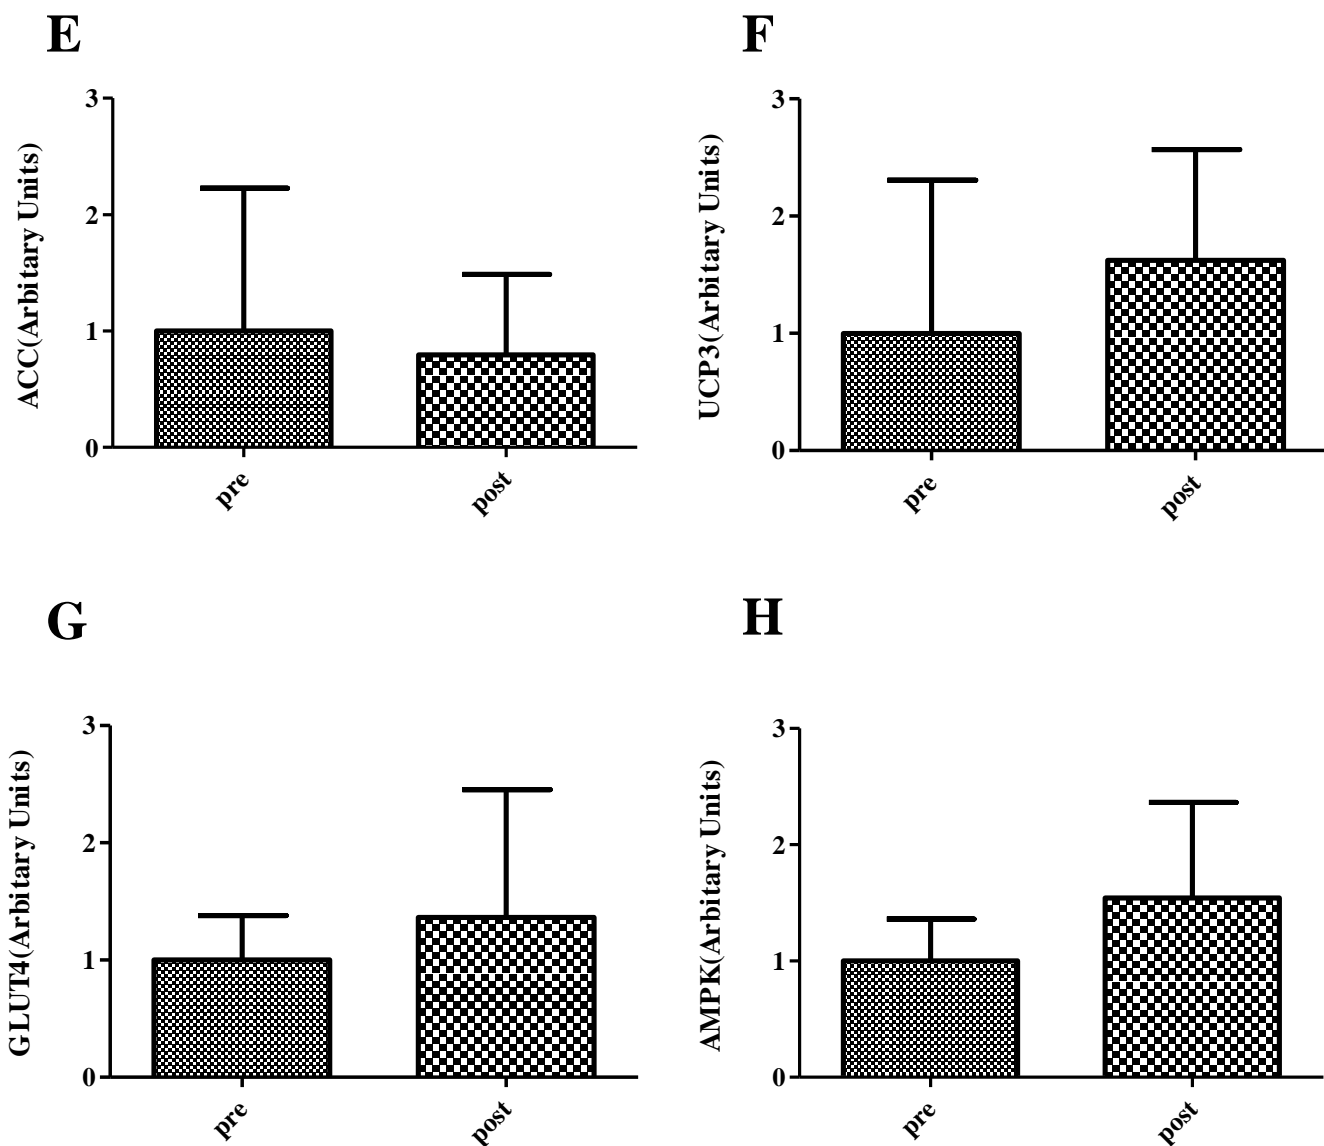 E
ACC(Arbitary Units)
3
2
1
0
pre
post
F
UCP3(Arbitary Units)
3
2
1
0
pre
post
G
GLUT4(Arbitary Units)
3
2
1
0
pre
post
H
AMPK(Arbitary Units)
3
2
1
0
pre
post